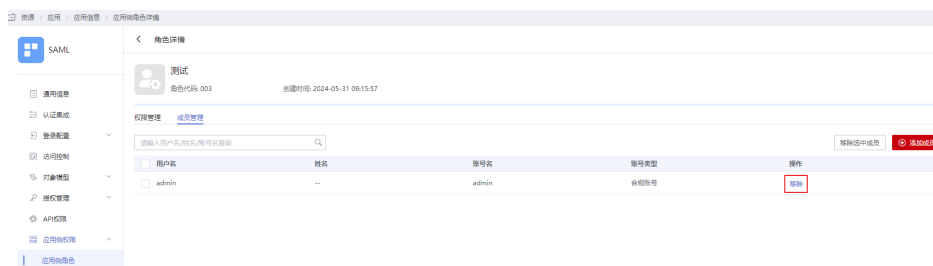 资源 > 应用 > 应用信息 > 应用侧角色详情
SAML
通用信息
认证集成
登录配置
访问控制
对象模型
授权管理
API权限
应用侧权限
应用侧角色
角色详情
测试
角色代码: 003
创建时间: 2024-05-31 09:15:57
权限管理 成员管理
请输入用户名/姓名/账号名查询
移除选中成员 添加成员
用户名 姓名 账号名 账号类型 操作
admin -- admin 合规账号 移除